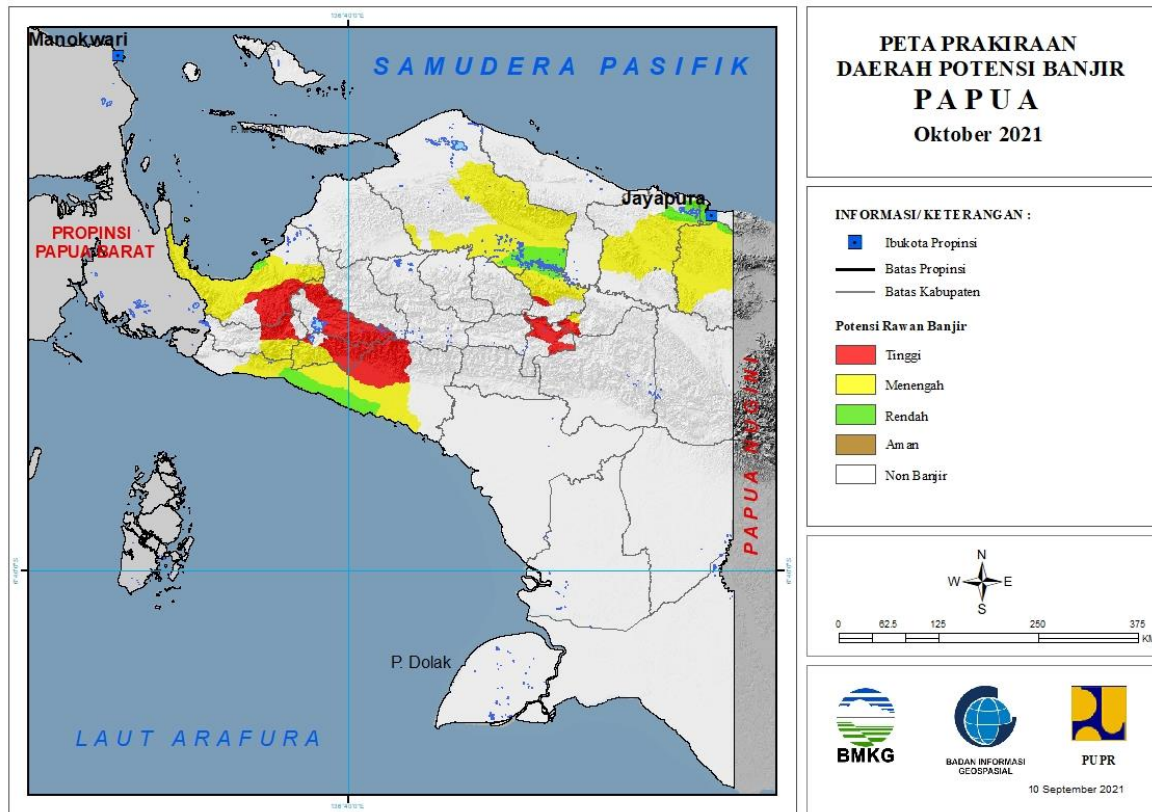 PETA PRAKIRAAN
DAERAH POTENSI BANJIR
P A P U A
Oktober 2021
INFORMASI/ KETERANGAN :
Ibukota Propinsi
Batas Propinsi
Batas Kabupaten
Potensi Rawan Banjir
Tinggi
Menengah
Rendah
Aman
Non Banjir
N
W
E
S
0
62.5
125
250
375
KM
BMKG
BADAN INFORMASI
GEOSPASIAL
PUPR
10 September 2021
Manokwari
SAMUDERA PASIFIK
Jayapura
PROPINSI
PAPUA BARAT
PAPUA NUGINI
P. Dolak
LAUT ARAFURA